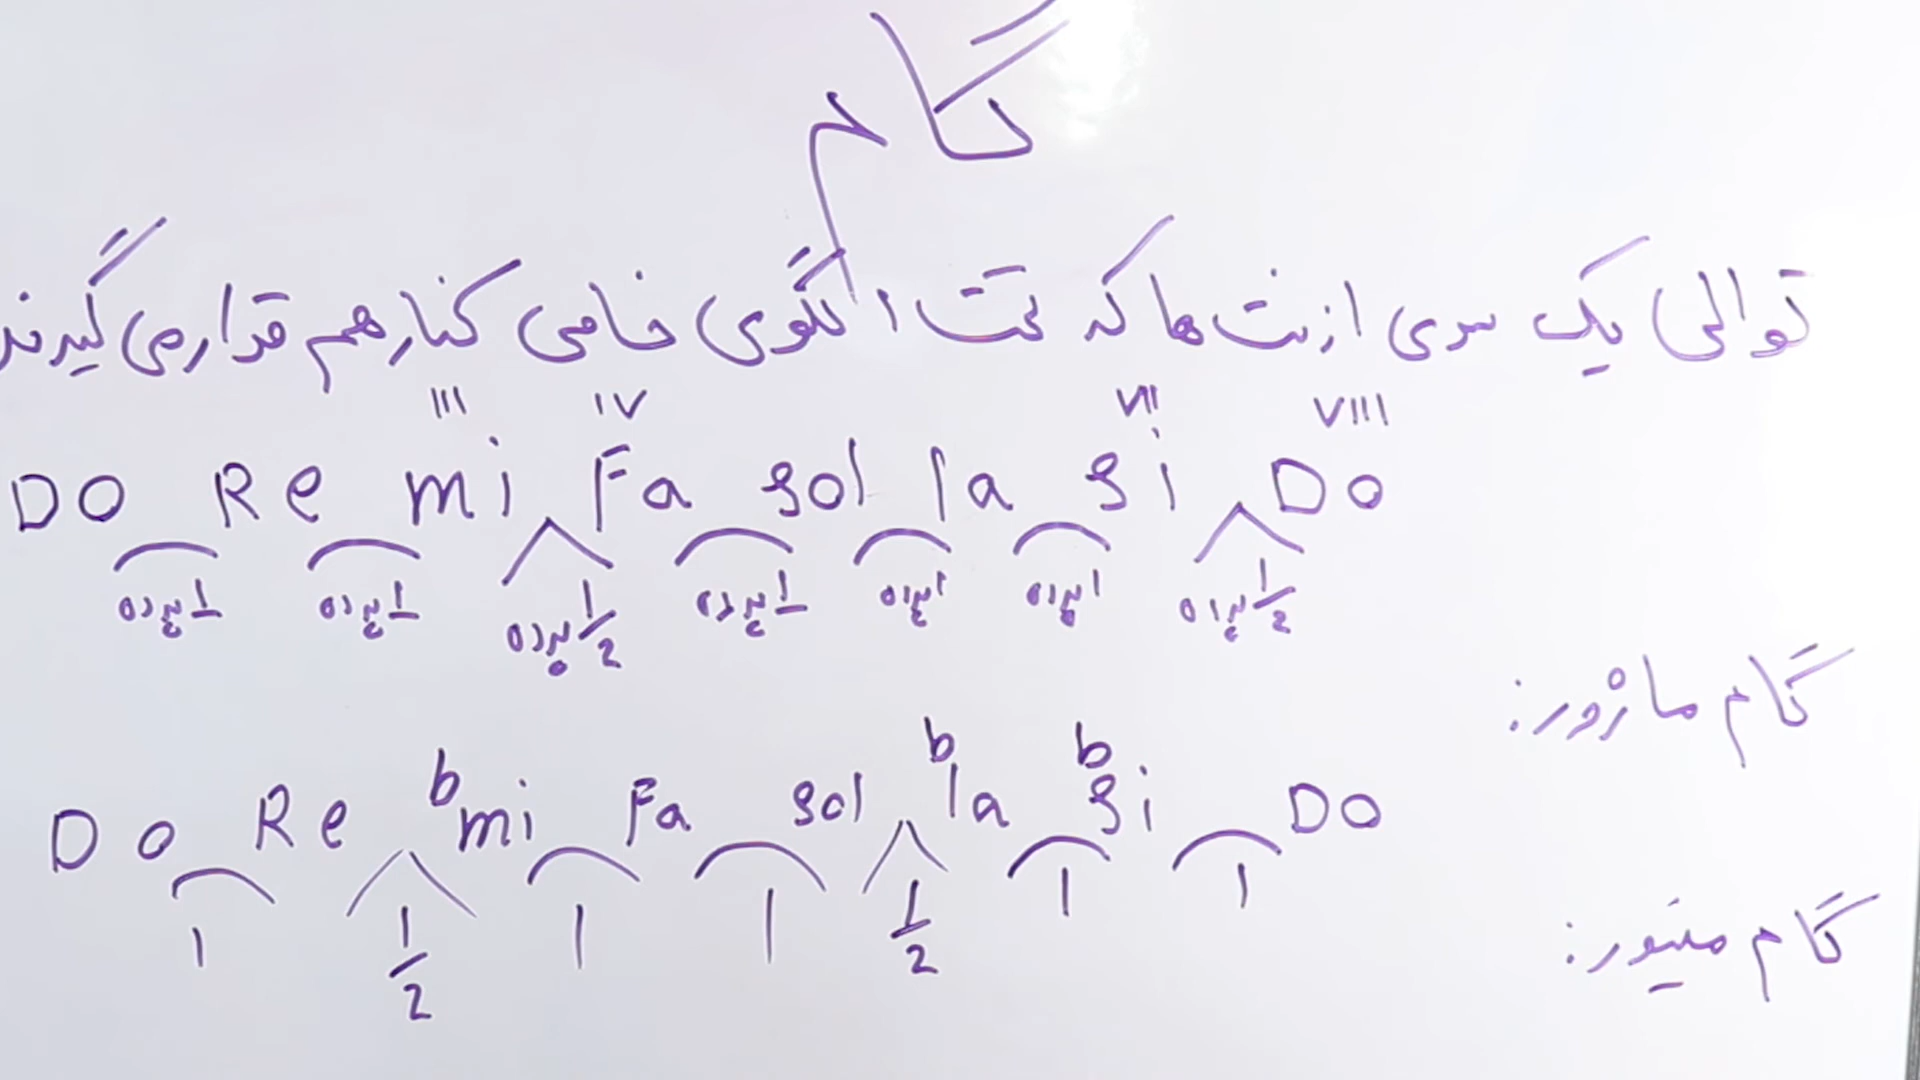 گام
توالی یک سری از نت ها که تحت الگوی خاصی کنار هم قرار می گیرند
III IV VII VIII
Do Re mi Fa sol la si Do
1 پرده 1 پرده 1/2 پرده 1 پرده 1 پرده 1 پرده 1/2 پرده
گام ماژور:
b b b
Do Re mi Fa sol la si Do
1 1/2 1 1 1/2 1 1
گام مینور: